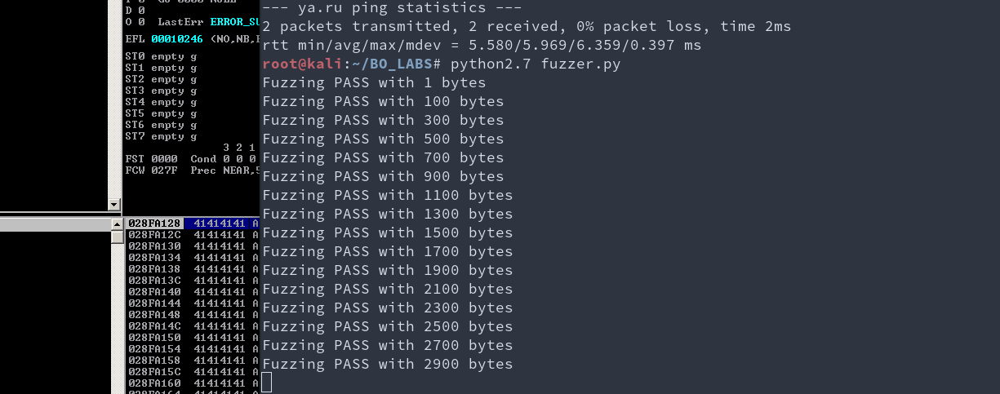 O 0 LastErr ERROR_SU
D 0
EFL 00010246 (NO,NB,E
ST0 empty g
ST1 empty g
ST2 empty g
ST3 empty g
ST4 empty g
ST5 empty g
ST6 empty g
ST7 empty g
3 2 1
FST 0000 Cond 0 0 0
FCW 027F Prec NEAR,5
028FA128 41414141 A
028FA12C 41414141 A
028FA130 41414141 A
028FA134 41414141 A
028FA138 41414141 A
028FA13C 41414141 A
028FA140 41414141 A
028FA144 41414141 A
028FA148 41414141 A
028FA14C 41414141 A
028FA150 41414141 A
028FA154 41414141 A
028FA158 41414141 A
028FA15C 41414141 A
028FA160 41414141 A
--- ya.ru ping statistics ---
2 packets transmitted, 2 received, 0% packet loss, time 2ms
rtt min/avg/max/mdev = 5.580/5.969/6.359/0.397 ms
root@kali:~/BO_LABS# python2.7 fuzzer.py
Fuzzing PASS with 1 bytes
Fuzzing PASS with 100 bytes
Fuzzing PASS with 300 bytes
Fuzzing PASS with 500 bytes
Fuzzing PASS with 700 bytes
Fuzzing PASS with 900 bytes
Fuzzing PASS with 1100 bytes
Fuzzing PASS with 1300 bytes
Fuzzing PASS with 1500 bytes
Fuzzing PASS with 1700 bytes
Fuzzing PASS with 1900 bytes
Fuzzing PASS with 2100 bytes
Fuzzing PASS with 2300 bytes
Fuzzing PASS with 2500 bytes
Fuzzing PASS with 2700 bytes
Fuzzing PASS with 2900 bytes